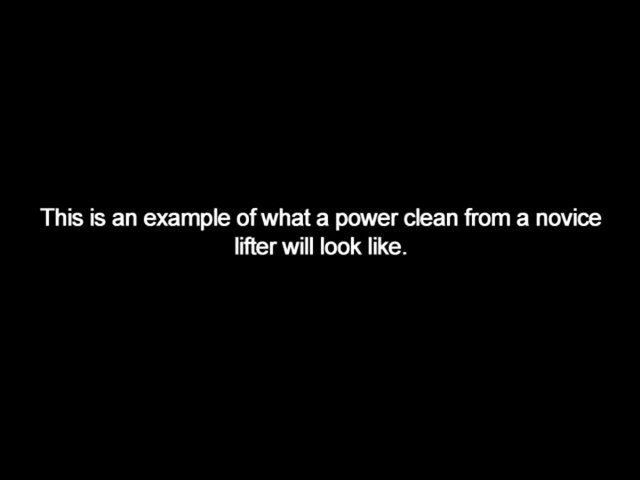 This is an example of what a power clean from a novice
lifter will look like.